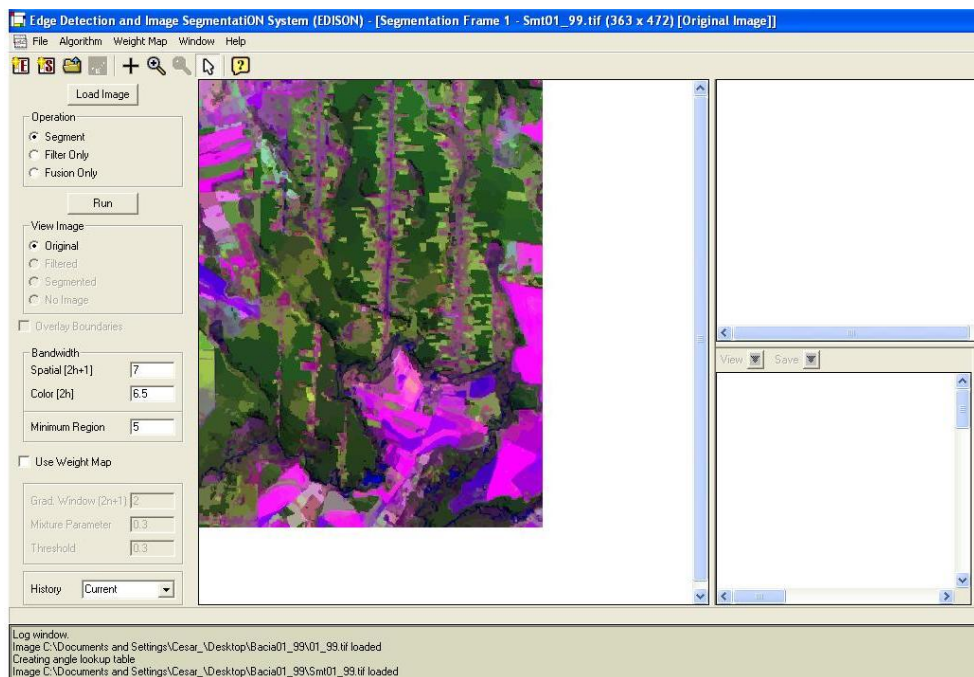 Edge Detection and Image SegmentatiON System (EDISON) - [Segmentation Frame 1 - Smt01_99.tif (363 x 472) [Original Image]]
File Algorithm Weight Map Window Help
Load Image
Operation
Segment
Filter Only
Fusion Only
Run
View Image
Original
Filtered
Segmented
No Image
Overlay Boundaries
Bandwidth
Spatial [2h+1] 7
Color [2h] 6.5
Minimum Region 5
Use Weight Map
Grad. Window [2n+1] 2
Mixture Parameter 0.3
Threshold 0.3
History Current
View Save
Log window.
Image C:\Documents and Settings\Cesar_\Desktop\Bacia01_99\01_99.tif loaded
Creating angle lookup table
Image C:\Documents and Settings\Cesar_\Desktop\Bacia01_99\Smt01_99.tif loaded